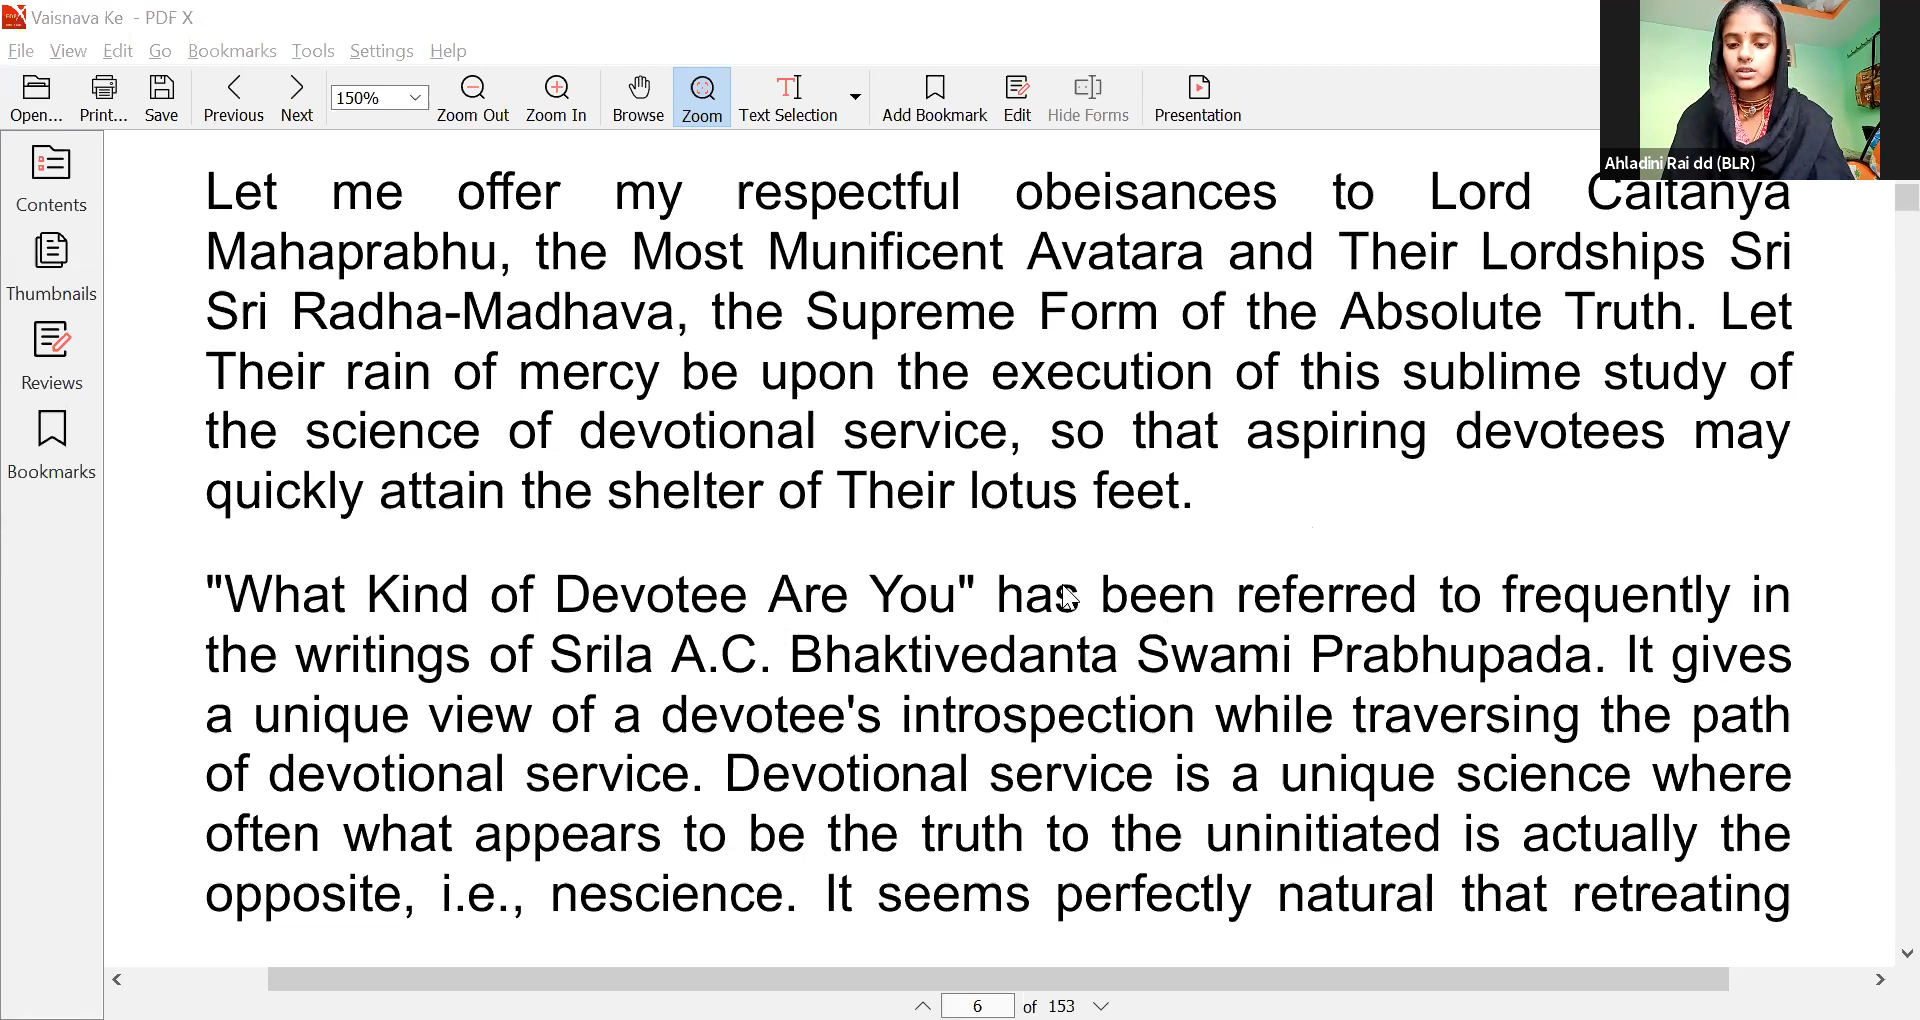 Vaisnava Ke - PDF X
File View Edit Go Bookmarks Tools Settings Help
Open... Print... Save Previous Next 150% Zoom Out Zoom In Browse Zoom Text Selection Add Bookmark Edit Hide Forms Presentation
Ahladini Rai dd (BLR)
Contents
Thumbnails
Reviews
Bookmarks
Let me offer my respectful obeisances to Lord Caitanya
Mahaprabhu, the Most Munificent Avatara and Their Lordships Sri
Sri Radha-Madhava, the Supreme Form of the Absolute Truth. Let
Their rain of mercy be upon the execution of this sublime study of
the science of devotional service, so that aspiring devotees may
quickly attain the shelter of Their lotus feet.
"What Kind of Devotee Are You" has been referred to frequently in
the writings of Srila A.C. Bhaktivedanta Swami Prabhupada. It gives
a unique view of a devotee's introspection while traversing the path
of devotional service. Devotional service is a unique science where
often what appears to be the truth to the uninitiated is actually the
opposite, i.e., nescience. It seems perfectly natural that retreating
6 of 153